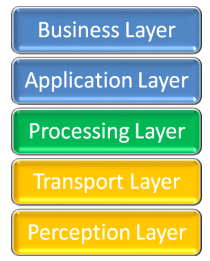 Business Layer
Application Layer
Processing Layer
Transport Layer
Perception Layer